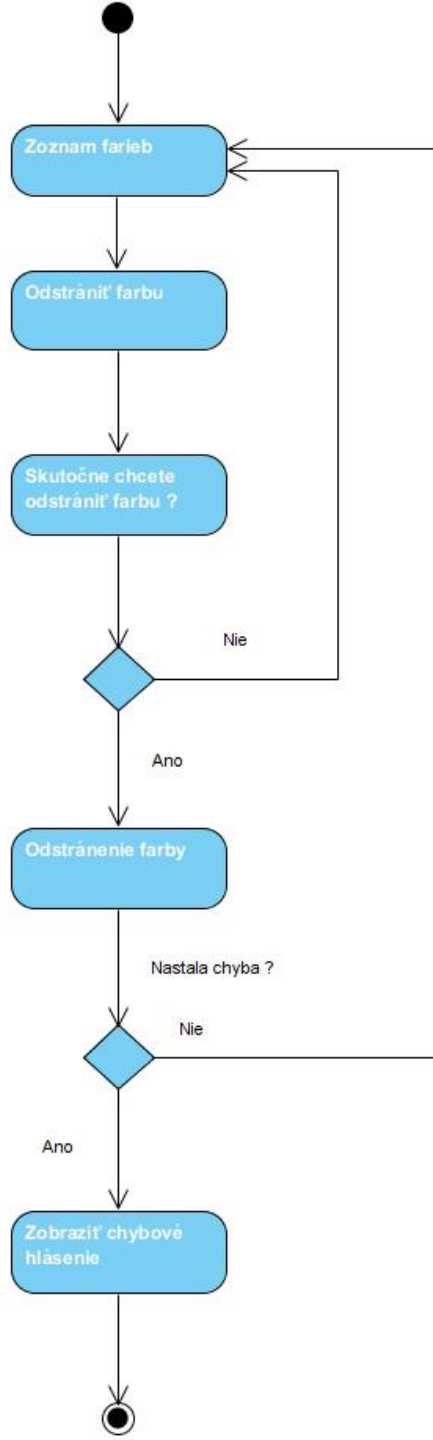 Zoznam farieb
Odstrániť farbu
Skutočne chcete
odstrániť farbu ?
Nie
Ano
Odstránenie farby
Nastala chyba ?
Nie
Ano
Zobraziť chybové
hlásenie